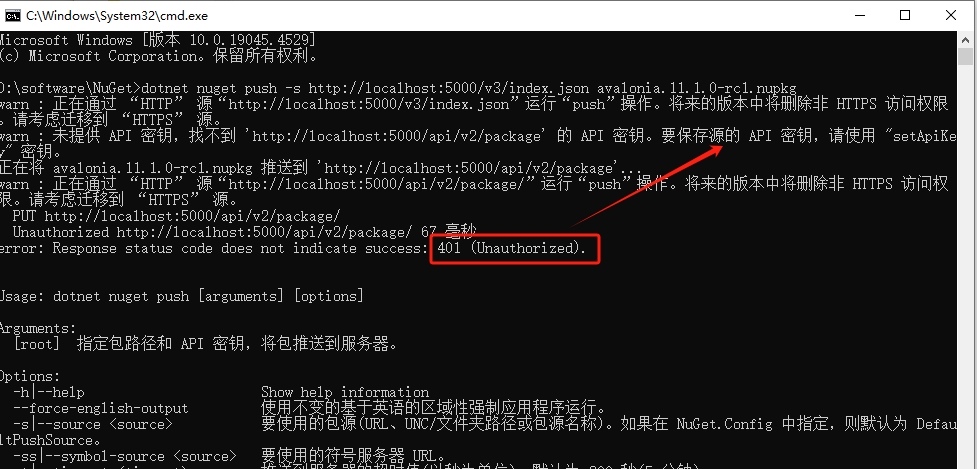 C:\Windows\System32\cmd.exe
Microsoft Windows [版本 10.0.19045.4529]
(c) Microsoft Corporation。保留所有权利。
D:\software\NuGet>dotnet nuget push -s http://localhost:5000/v3/index.json avalonia.11.1.0-rc1.nupkg
warn : 正在通过 “HTTP” 源“http://localhost:5000/v3/index.json”运行“push”操作。将来的版本中将删除非 HTTPS 访问权限
。请考虑迁移到 “HTTPS” 源。
warn : 未提供 API 密钥，找不到 'http://localhost:5000/api/v2/package' 的 API 密钥。要保存源的 API 密钥，请使用 "setApiKe
y" 密钥。
正在将 avalonia.11.1.0-rc1.nupkg 推送到 'http://localhost:5000/api/v2/package'...
warn : 正在通过 “HTTP” 源“http://localhost:5000/api/v2/package/”运行“push”操作。将来的版本中将删除非 HTTPS 访问权
限。请考虑迁移到 “HTTPS” 源。
PUT http://localhost:5000/api/v2/package/
Unauthorized http://localhost:5000/api/v2/package/ 67 毫秒
error: Response status code does not indicate success: 401 (Unauthorized).
Usage: dotnet nuget push [arguments] [options]
Arguments:
[root] 指定包路径和 API 密钥，将包推送到服务器。
Options:
-h|--help Show help information
--force-english-output 使用不变的基于英语的区域性强制应用程序运行。
-s|--source <source> 要使用的包源(URL、UNC/文件夹路径或包源名称)。如果在 NuGet.Config 中指定，则默认为 Defau
ltPushSource。
-ss|--symbol-source <source> 要使用的符号服务器 URL。